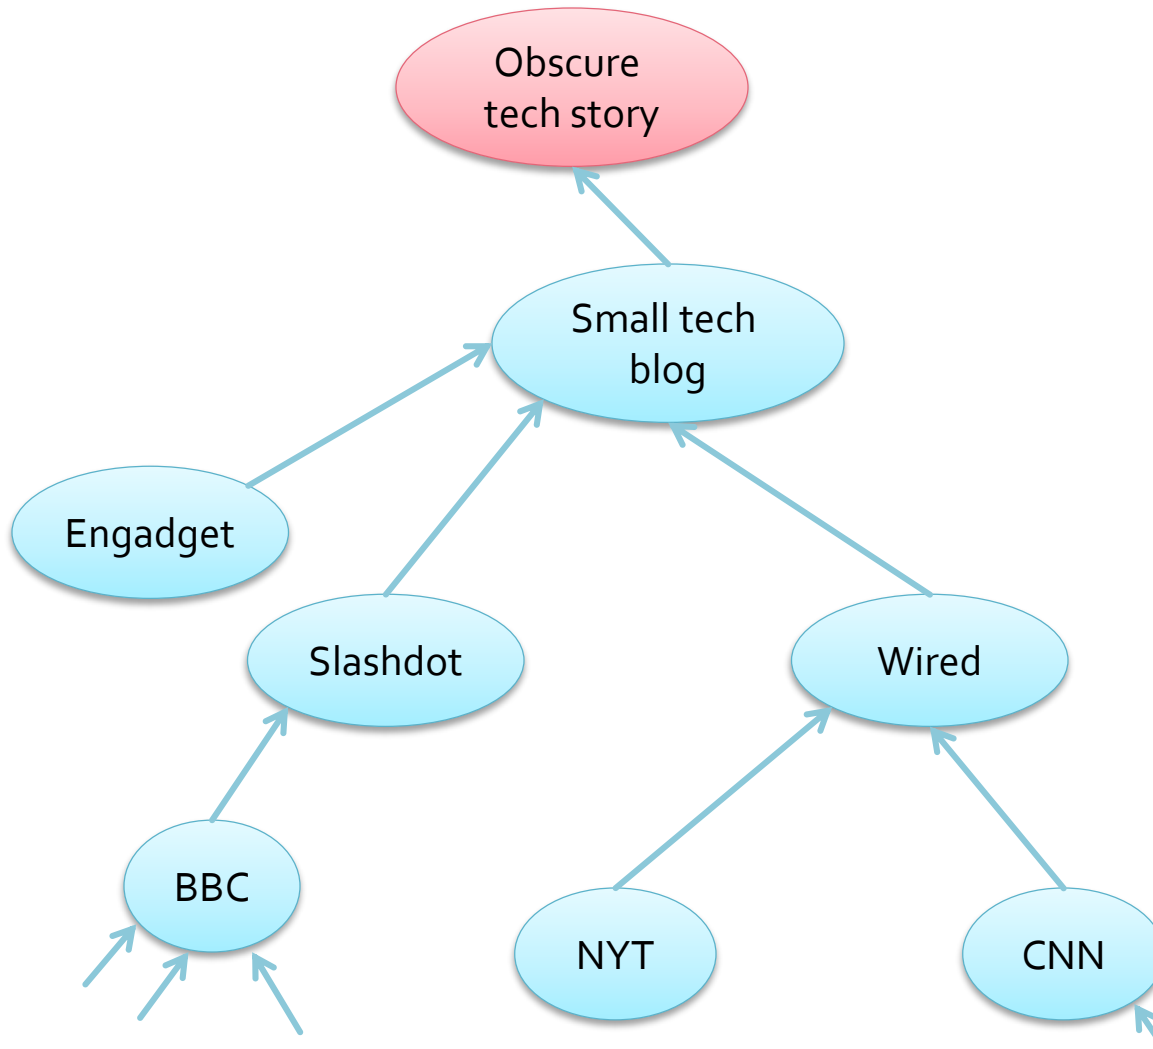 Obscure
tech story
Small tech
blog
Engadget
Slashdot
Wired
BBC
NYT
CNN